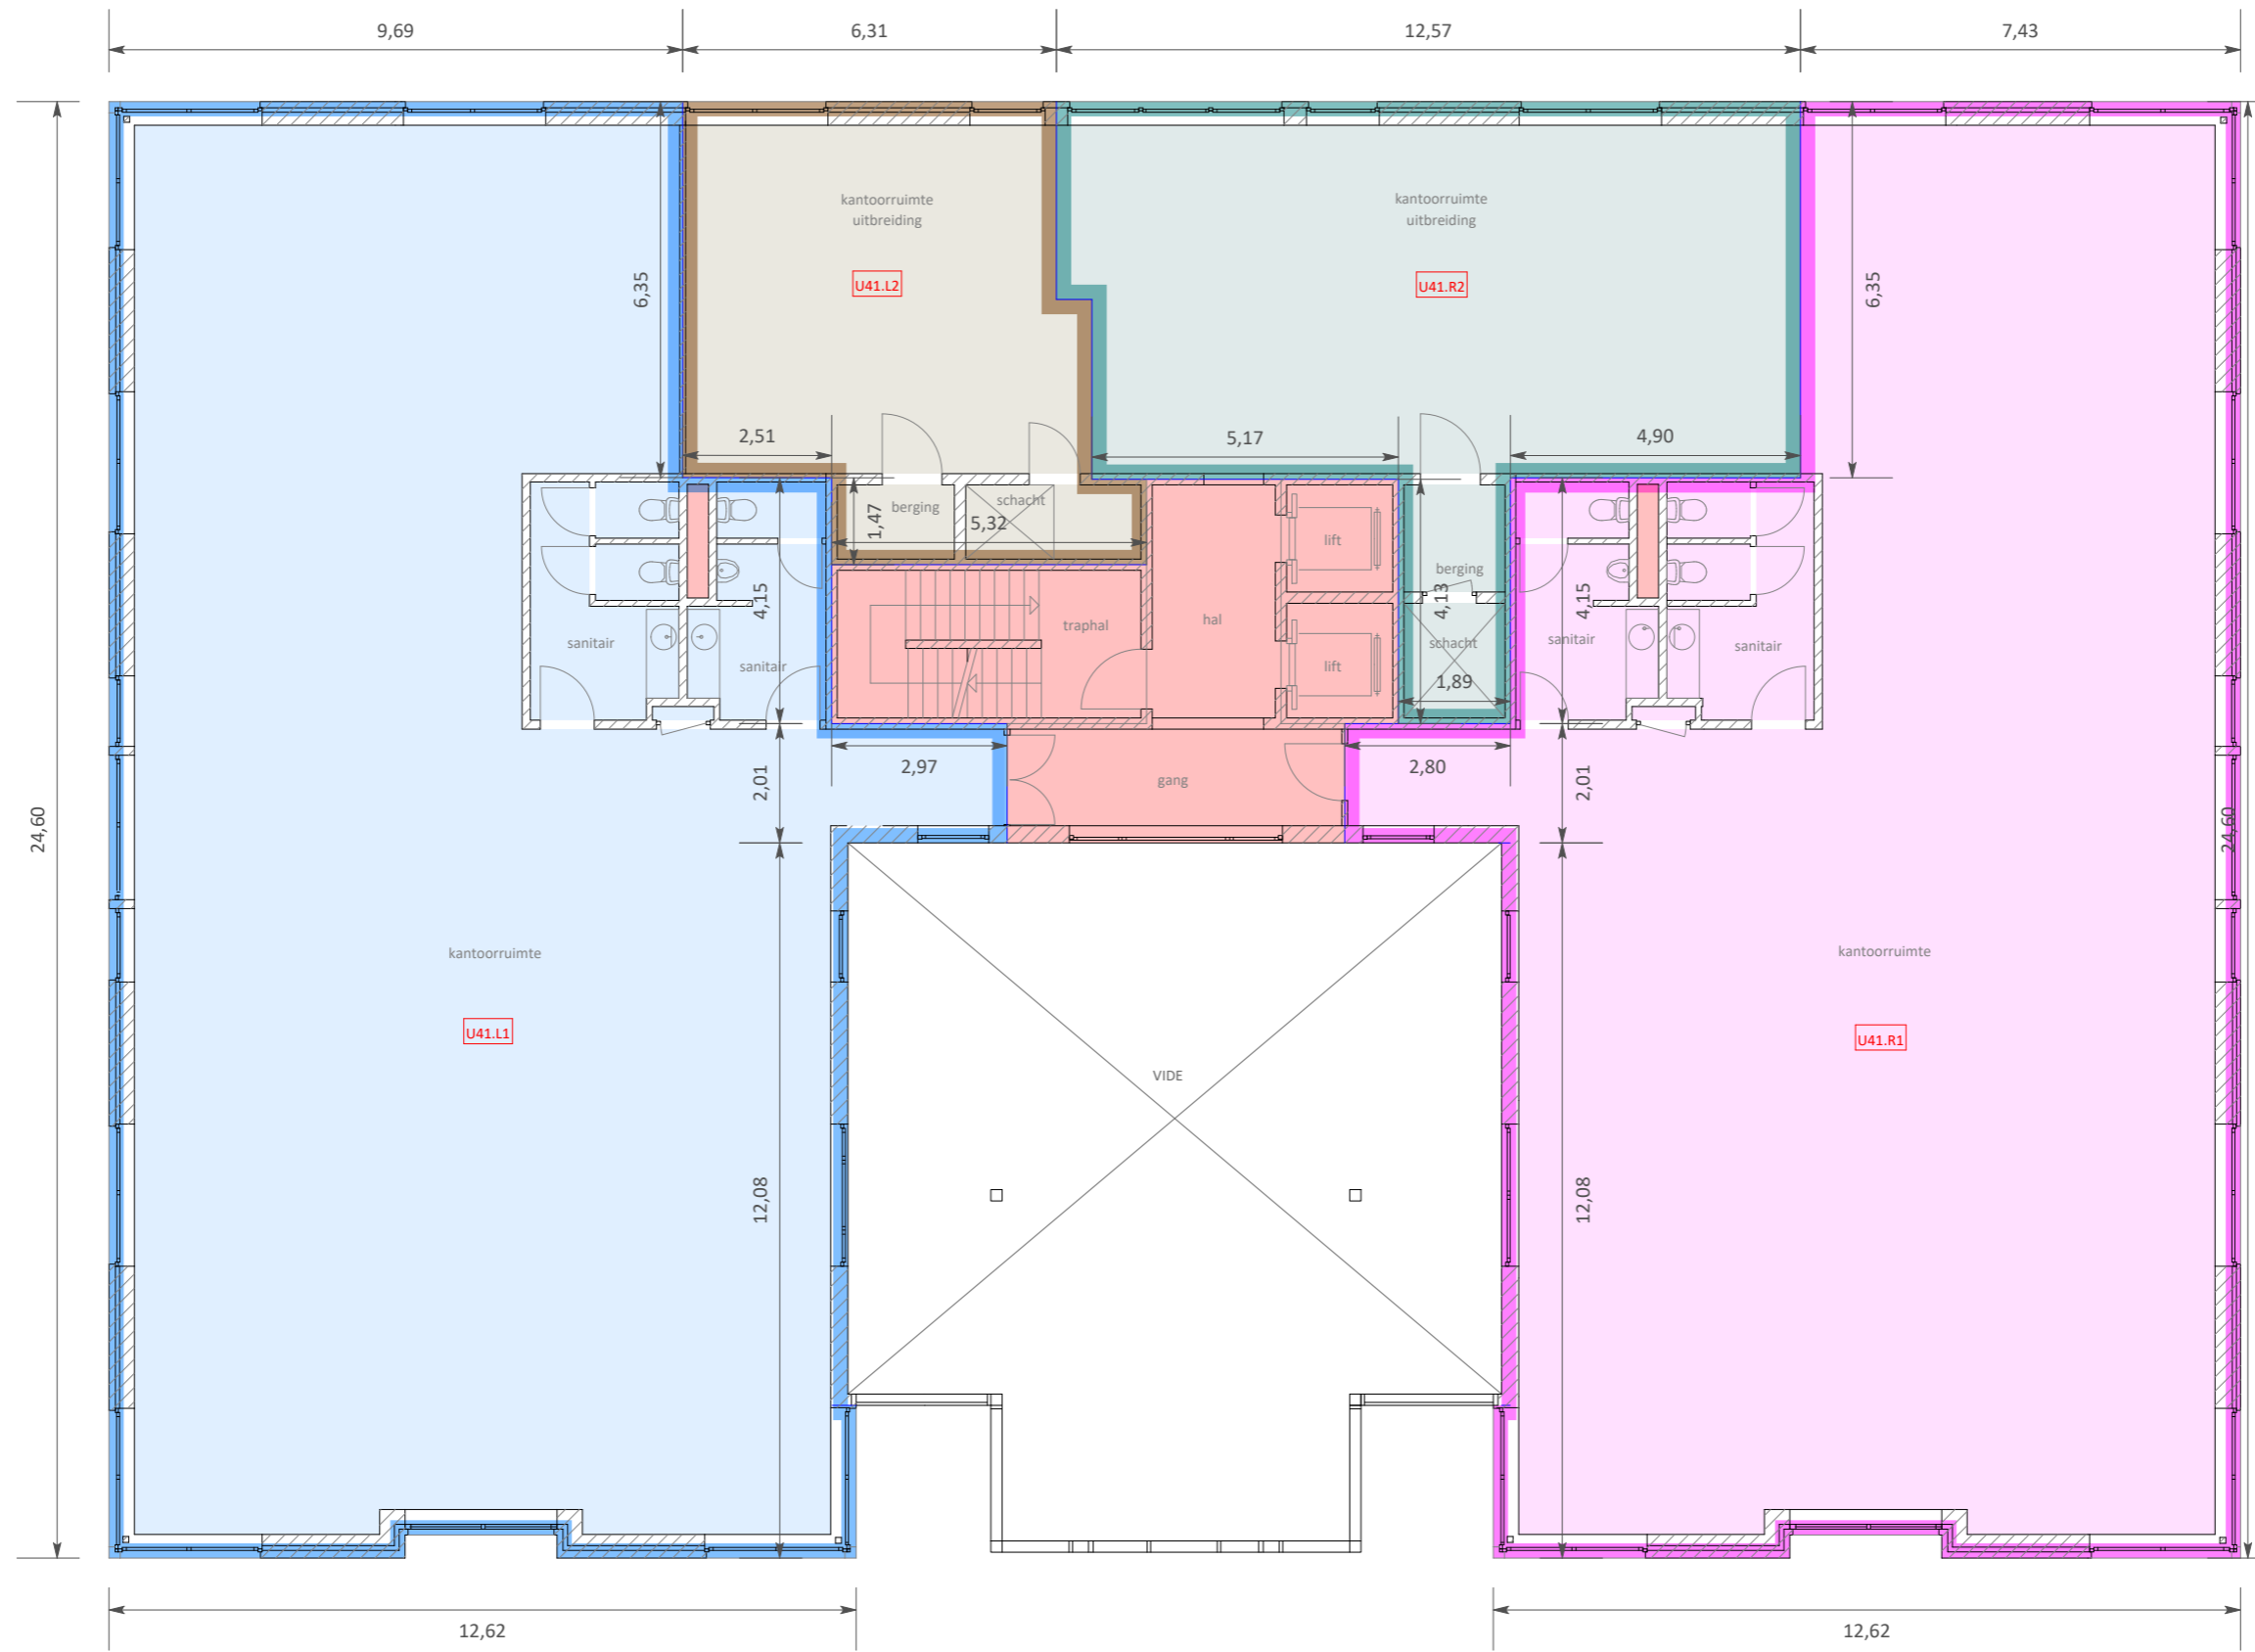 9,69
6,31
12,57
7,43
kantoorruimte
uitbreiding
kantoorruimte
uitbreiding
U41.L2
U41.R2
6,35
6,35
2,51
5,17
4,90
berging
schacht
1,47
5,32
lift
berging
4,15
4,13
4,15
traphal
hal
sanitair
sanitair
lift
schacht
sanitair
sanitair
1,89
2,97
2,80
2,01
gang
2,01
24,60
24,60
kantoorruimte
kantoorruimte
U41.L1
U41.R1
VIDE
12,08
12,08
12,62
12,62